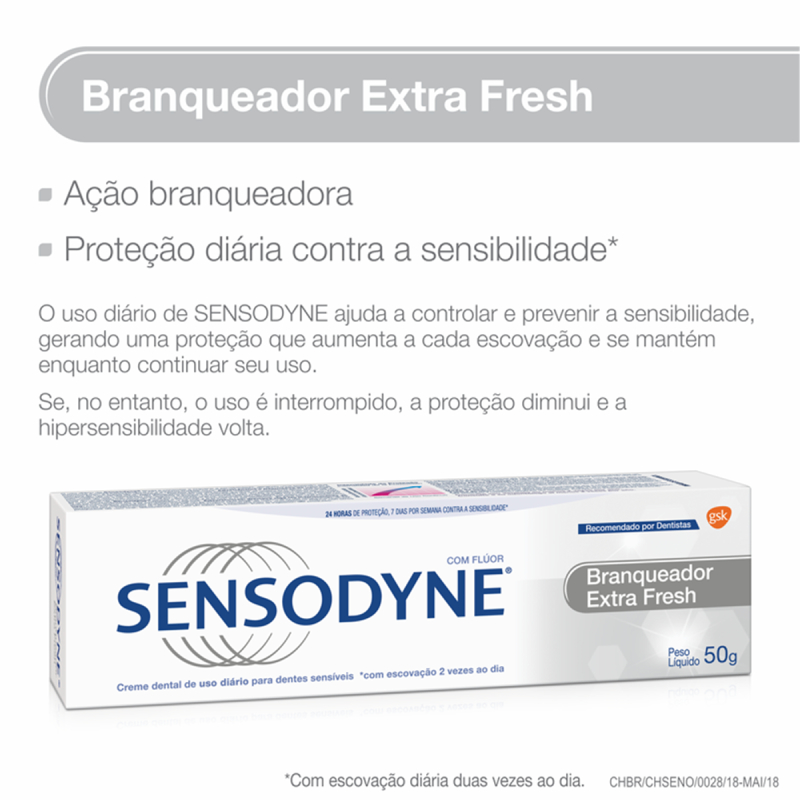 Branqueador Extra Fresh
Ação branqueadora
Proteção diária contra a sensibilidade*
O uso diário de SENSODYNE ajuda a controlar e prevenir a sensibilidade,
gerando uma proteção que aumenta a cada escovação e se mantém
enquanto continuar seu uso.
Se, no entanto, o uso é interrompido, a proteção diminui e a
hipersensibilidade volta.
24 HORAS DE PROTEÇÃO, 7 DIAS POR SEMANA CONTRA A SENSIBILIDADE*
Recomendado por Dentistas
gsk
COM FLÚOR
SENSODYNE®
SENSODYNE
Branqueador
Extra Fresh
Peso
Líquido 50g
Creme dental de uso diário para dentes sensíveis *com escovação 2 vezes ao dia
*Com escovação diária duas vezes ao dia.
CHBR/CHSENO/0028/18-MAI/18